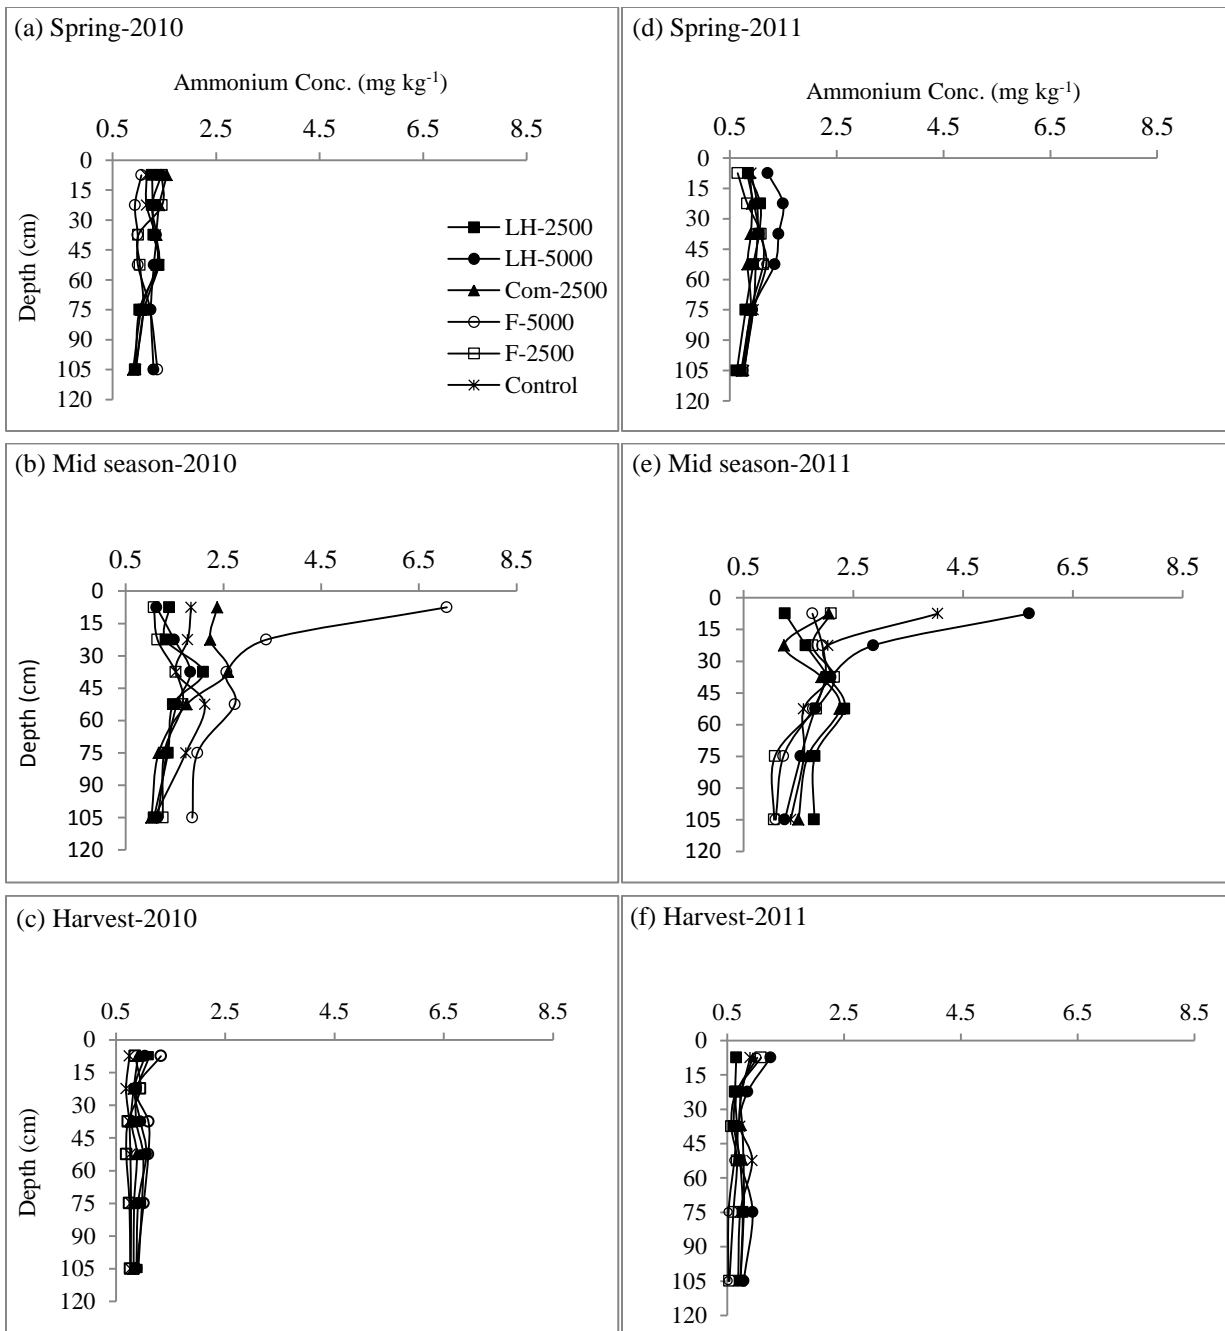 (a) Spring-2010
Ammonium Conc. (mg kg-1)
0.5 2.5 4.5 6.5 8.5
0
15
30
45
60
75
90
105
120
Depth (cm)
LH-2500
LH-5000
Com-2500
F-5000
F-2500
Control
(d) Spring-2011
Ammonium Conc. (mg kg-1)
0.5 2.5 4.5 6.5 8.5
0
15
30
45
60
75
90
105
120
(b) Mid season-2010
0.5 2.5 4.5 6.5 8.5
0
15
30
45
60
75
90
105
120
Depth (cm)
(e) Mid season-2011
0.5 2.5 4.5 6.5 8.5
0
15
30
45
60
75
90
105
120
(c) Harvest-2010
0.5 2.5 4.5 6.5 8.5
0
15
30
45
60
75
90
105
120
Depth (cm)
(f) Harvest-2011
0.5 2.5 4.5 6.5 8.5
0
15
30
45
60
75
90
105
120